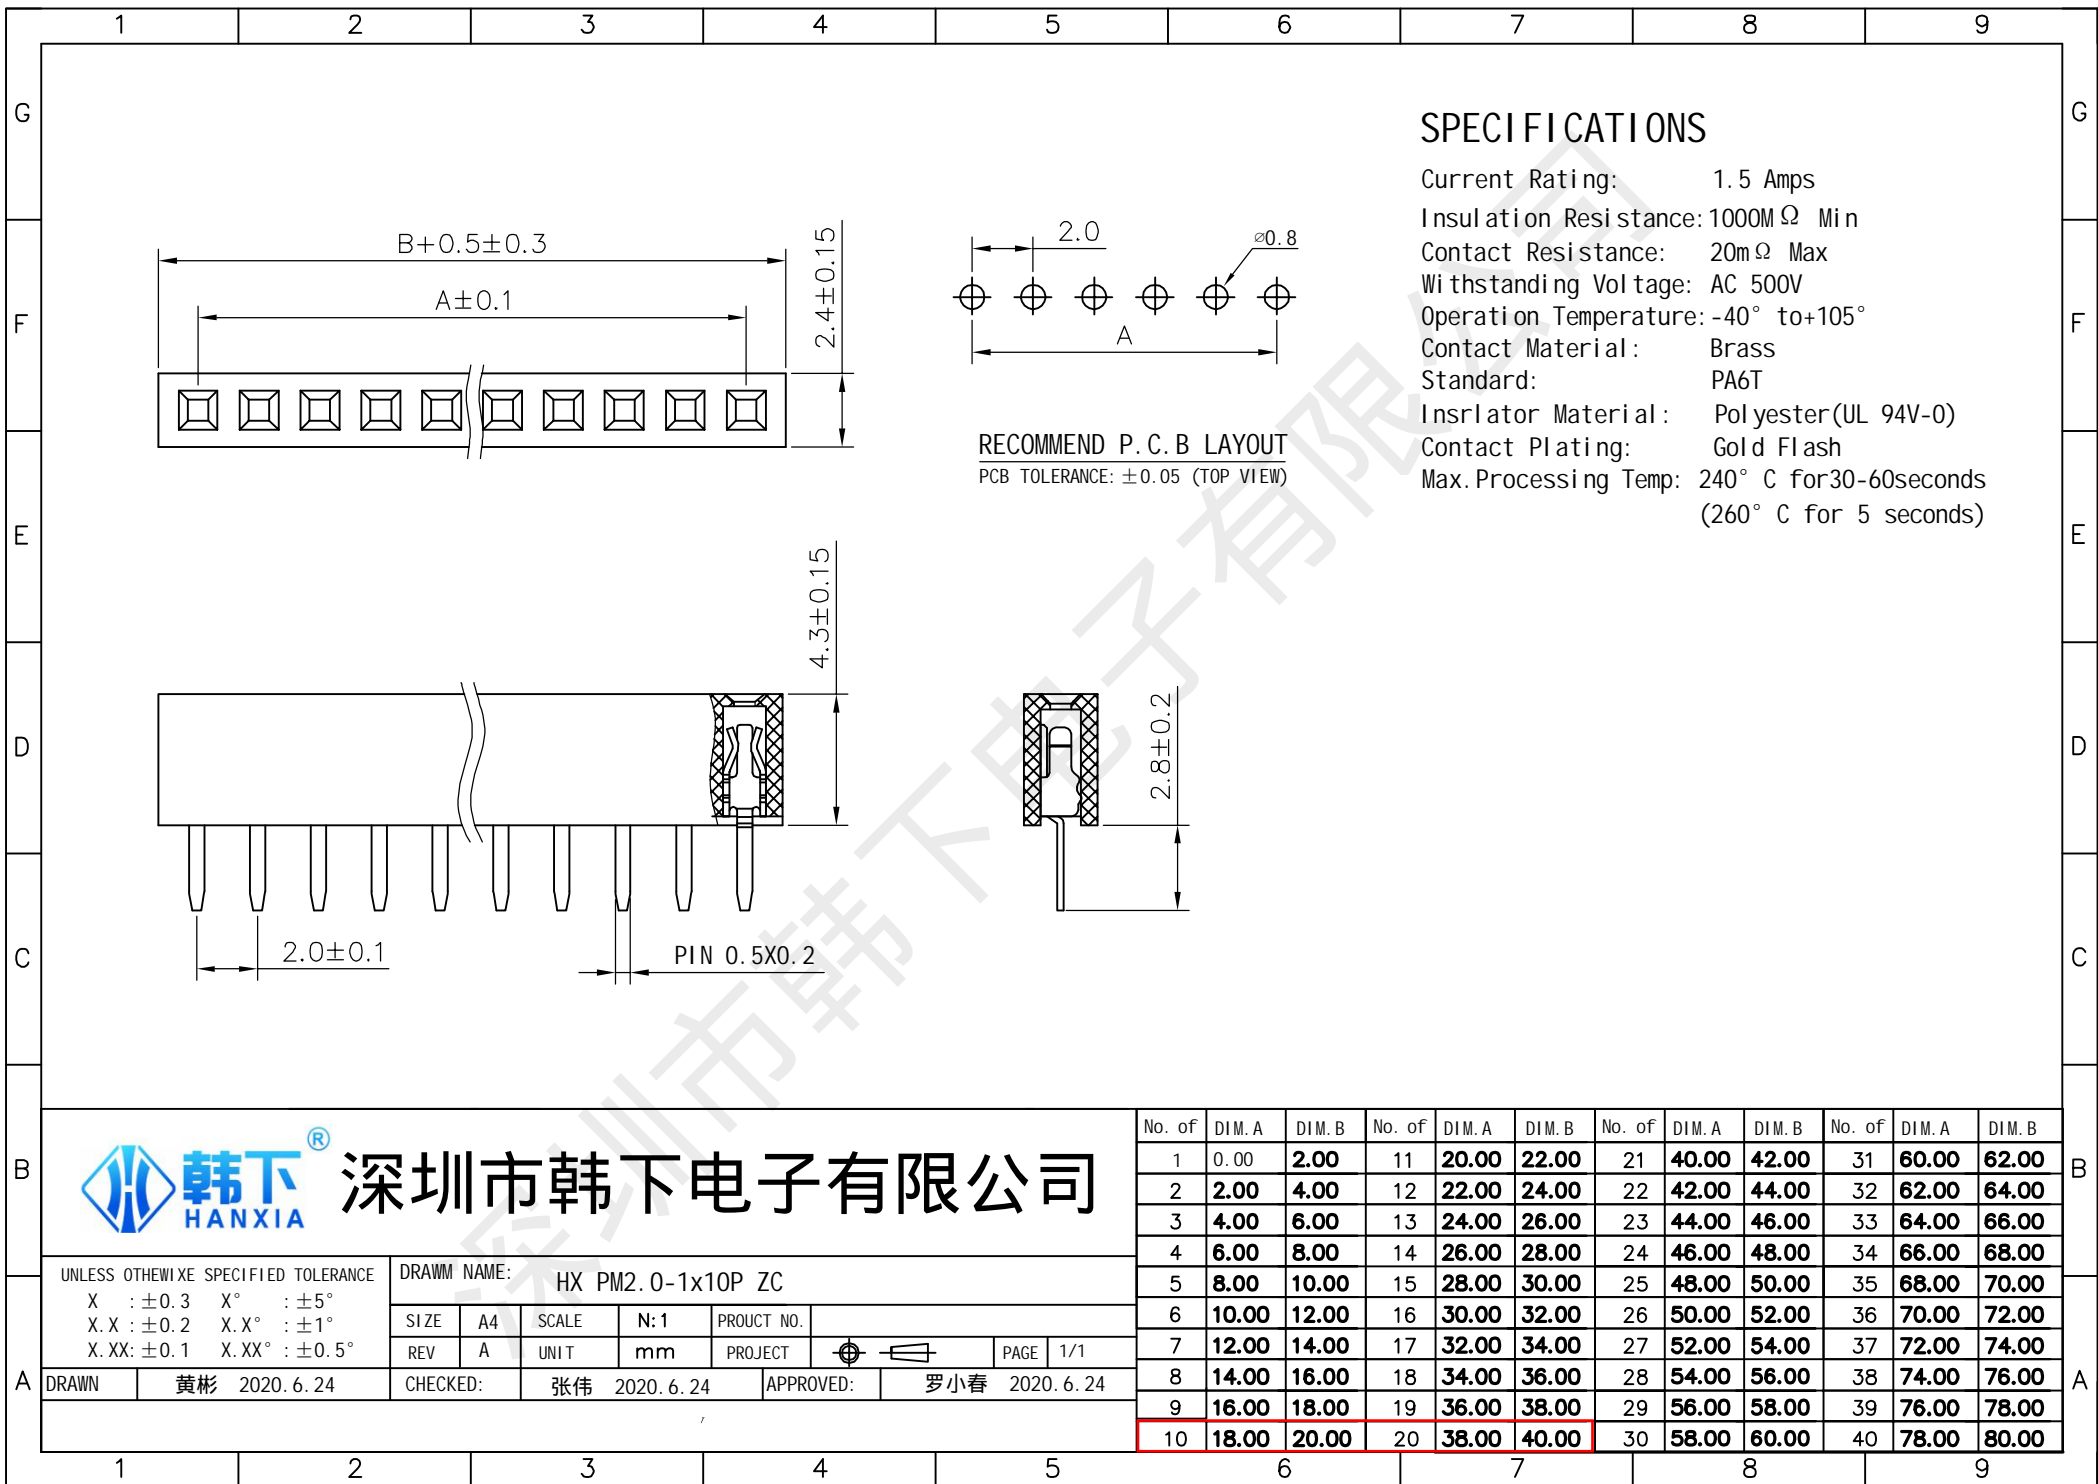 1 2 3 4 5 6 7 8 9
G G
F F
E E
D D
C C
B B
A A
B+0.5±0.3
A±0.1
2.4±0.15
2.0
⌀0.8
A
RECOMMEND P.C.B LAYOUT
PCB TOLERANCE: ±0.05 (TOP VIEW)
SPECIFICATIONS
Current Rating: 1.5 Amps
Insulation Resistance: 1000MΩ Min
Contact Resistance: 20mΩ Max
Withstanding Voltage: AC 500V
Operation Temperature: -40° to+105°
Contact Material: Brass
Standard: PA6T
Insrlator Material: Polyester(UL 94V-0)
Contact Plating: Gold Flash
Max.Processing Temp: 240° C for30-60seconds
(260° C for 5 seconds)
4.3±0.15
2.8±0.2
2.0±0.1
PIN 0.5X0.2
深圳市韩下电子有限公司
韩下®
HANXIA
深圳市韩下电子有限公司
UNLESS OTHEWIXE SPECIFIED TOLERANCE
X :±0.3 X° :±5°
X.X :±0.2 X.X° :±1°
X.XX:±0.1 X.XX° :±0.5°
DRAWM NAME: HX PM2.0-1x10P ZC
SIZE A4 SCALE N:1 PROUCT NO.
REV A UNIT mm PROJECT PAGE 1/1
DRAWN 黄彬 2020.6.24 CHECKED: 张伟 2020.6.24 APPROVED: 罗小春 2020.6.24
No. of DIM.A DIM.B No. of DIM.A DIM.B No. of DIM.A DIM.B No. of DIM.A DIM.B
1 0.00 2.00 11 20.00 22.00 21 40.00 42.00 31 60.00 62.00
2 2.00 4.00 12 22.00 24.00 22 42.00 44.00 32 62.00 64.00
3 4.00 6.00 13 24.00 26.00 23 44.00 46.00 33 64.00 66.00
4 6.00 8.00 14 26.00 28.00 24 46.00 48.00 34 66.00 68.00
5 8.00 10.00 15 28.00 30.00 25 48.00 50.00 35 68.00 70.00
6 10.00 12.00 16 30.00 32.00 26 50.00 52.00 36 70.00 72.00
7 12.00 14.00 17 32.00 34.00 27 52.00 54.00 37 72.00 74.00
8 14.00 16.00 18 34.00 36.00 28 54.00 56.00 38 74.00 76.00
9 16.00 18.00 19 36.00 38.00 29 56.00 58.00 39 76.00 78.00
10 18.00 20.00 20 38.00 40.00 30 58.00 60.00 40 78.00 80.00
1 2 3 4 5 6 7 8 9